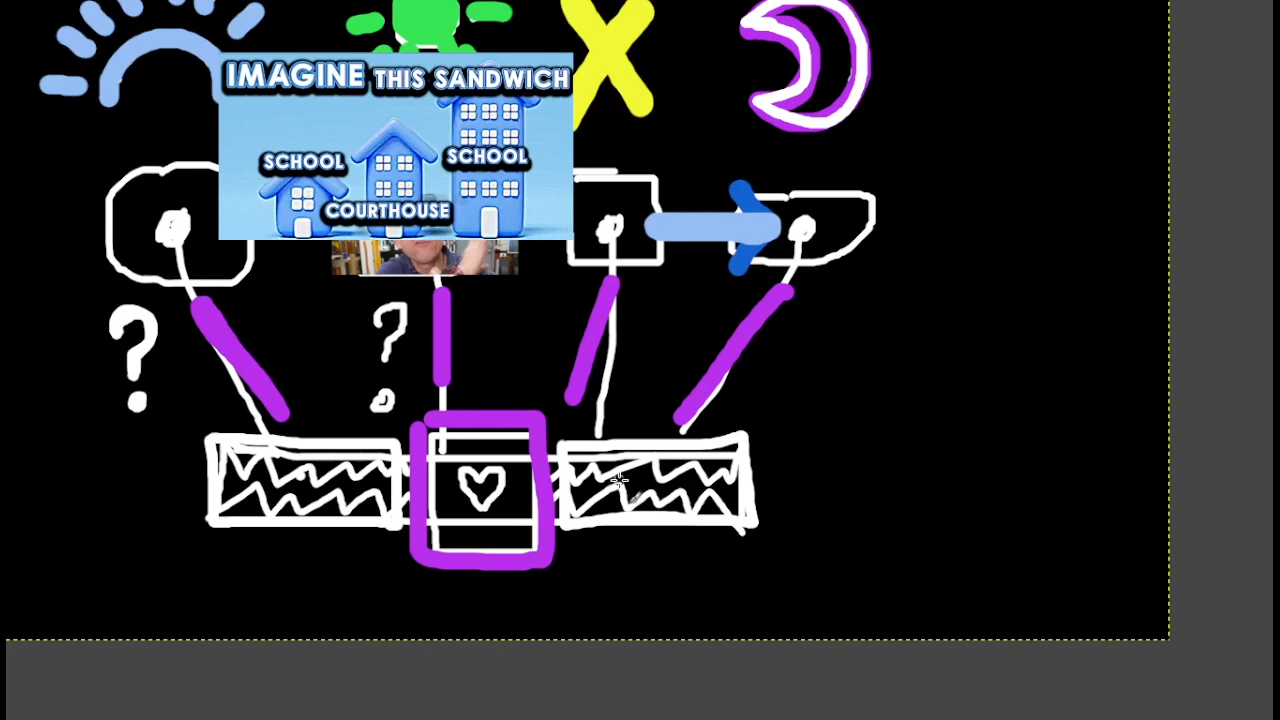 IMAGINE THIS SANDWICH
SCHOOL
SCHOOL
COURTHOUSE
?
?